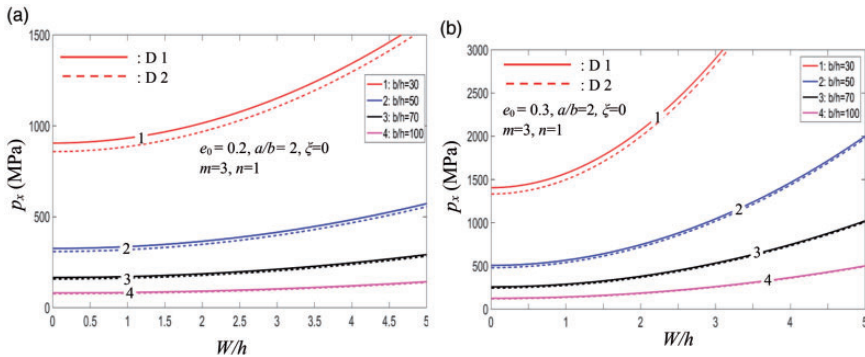 (a)
1500
1000
500
0
p_x (MPa)
: D 1
: D 2
1: b/h=30
2: b/h=50
3: b/h=70
4: b/h=100
e₀ = 0.2, a/b= 2, ξ=0
m=3, n=1
1
2
3
4
0 0.5 1 1.5 2 2.5 3 3.5 4 4.5 5
W/h
(b)
3000
2500
2000
1500
1000
500
0
p_x (MPa)
: D 1
: D 2
1: b/h=30
2: b/h=50
3: b/h=70
4: b/h=100
e₀ = 0.3, a/b=2, ξ=0
m=3, n=1
1
2
3
4
0 1 2 3 4 5
W/h